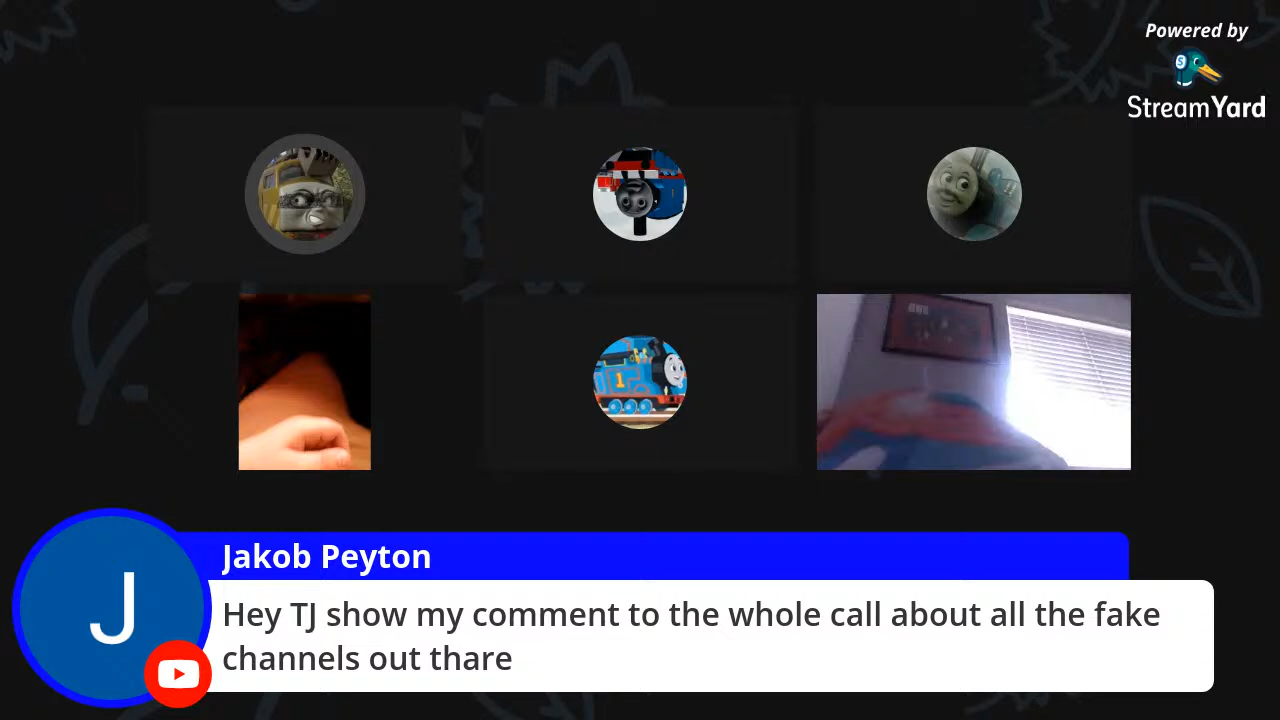 Powered by
StreamYard
1
Jakob Peyton
Hey TJ show my comment to the whole call about all the fake
channels out thare
J